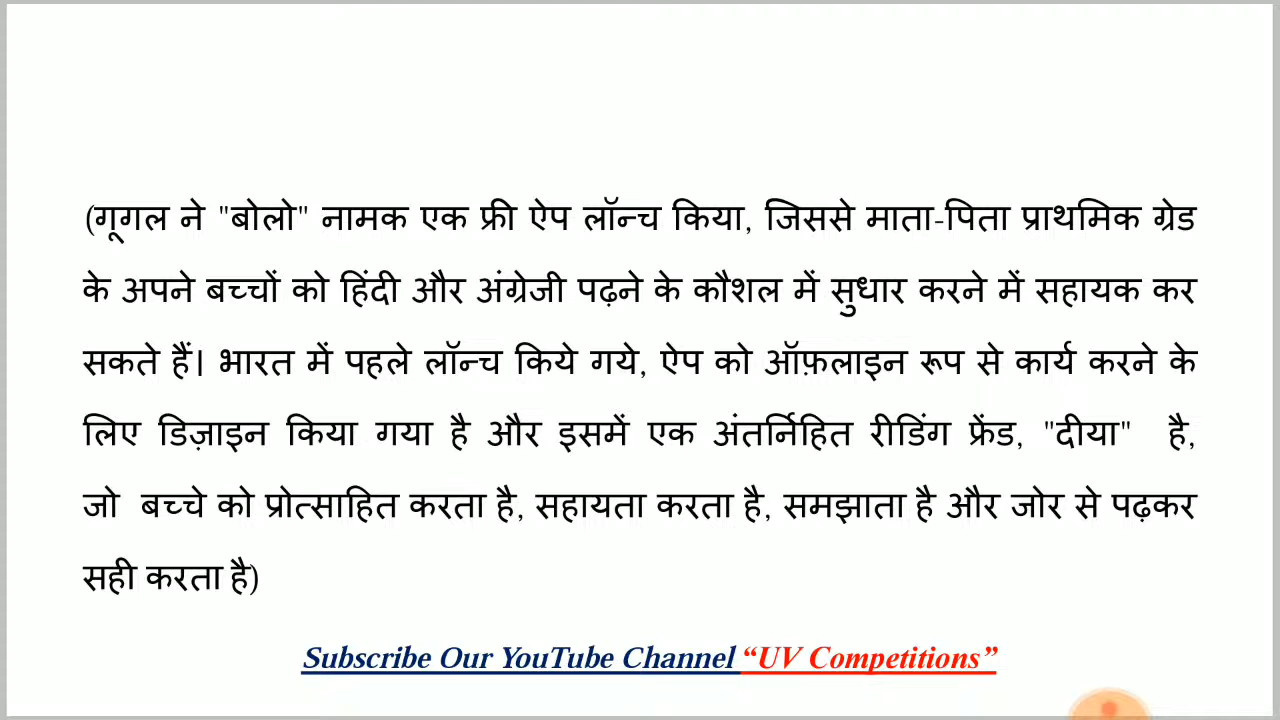 (गूगल ने "बोलो" नामक एक फ्री ऐप लॉन्च किया, जिससे माता-पिता प्राथमिक ग्रेड
के अपने बच्चों को हिंदी और अंग्रेजी पढ़ने के कौशल में सुधार करने में सहायक कर
सकते हैं। भारत में पहले लॉन्च किये गये, ऐप को ऑफ़लाइन रूप से कार्य करने के
लिए डिज़ाइन किया गया है और इसमें एक अंतर्निहित रीडिंग फ्रेंड, "दीया" है,
जो बच्चे को प्रोत्साहित करता है, सहायता करता है, समझाता है और जोर से पढ़कर
सही करता है)
Subscribe Our YouTube Channel “UV Competitions”